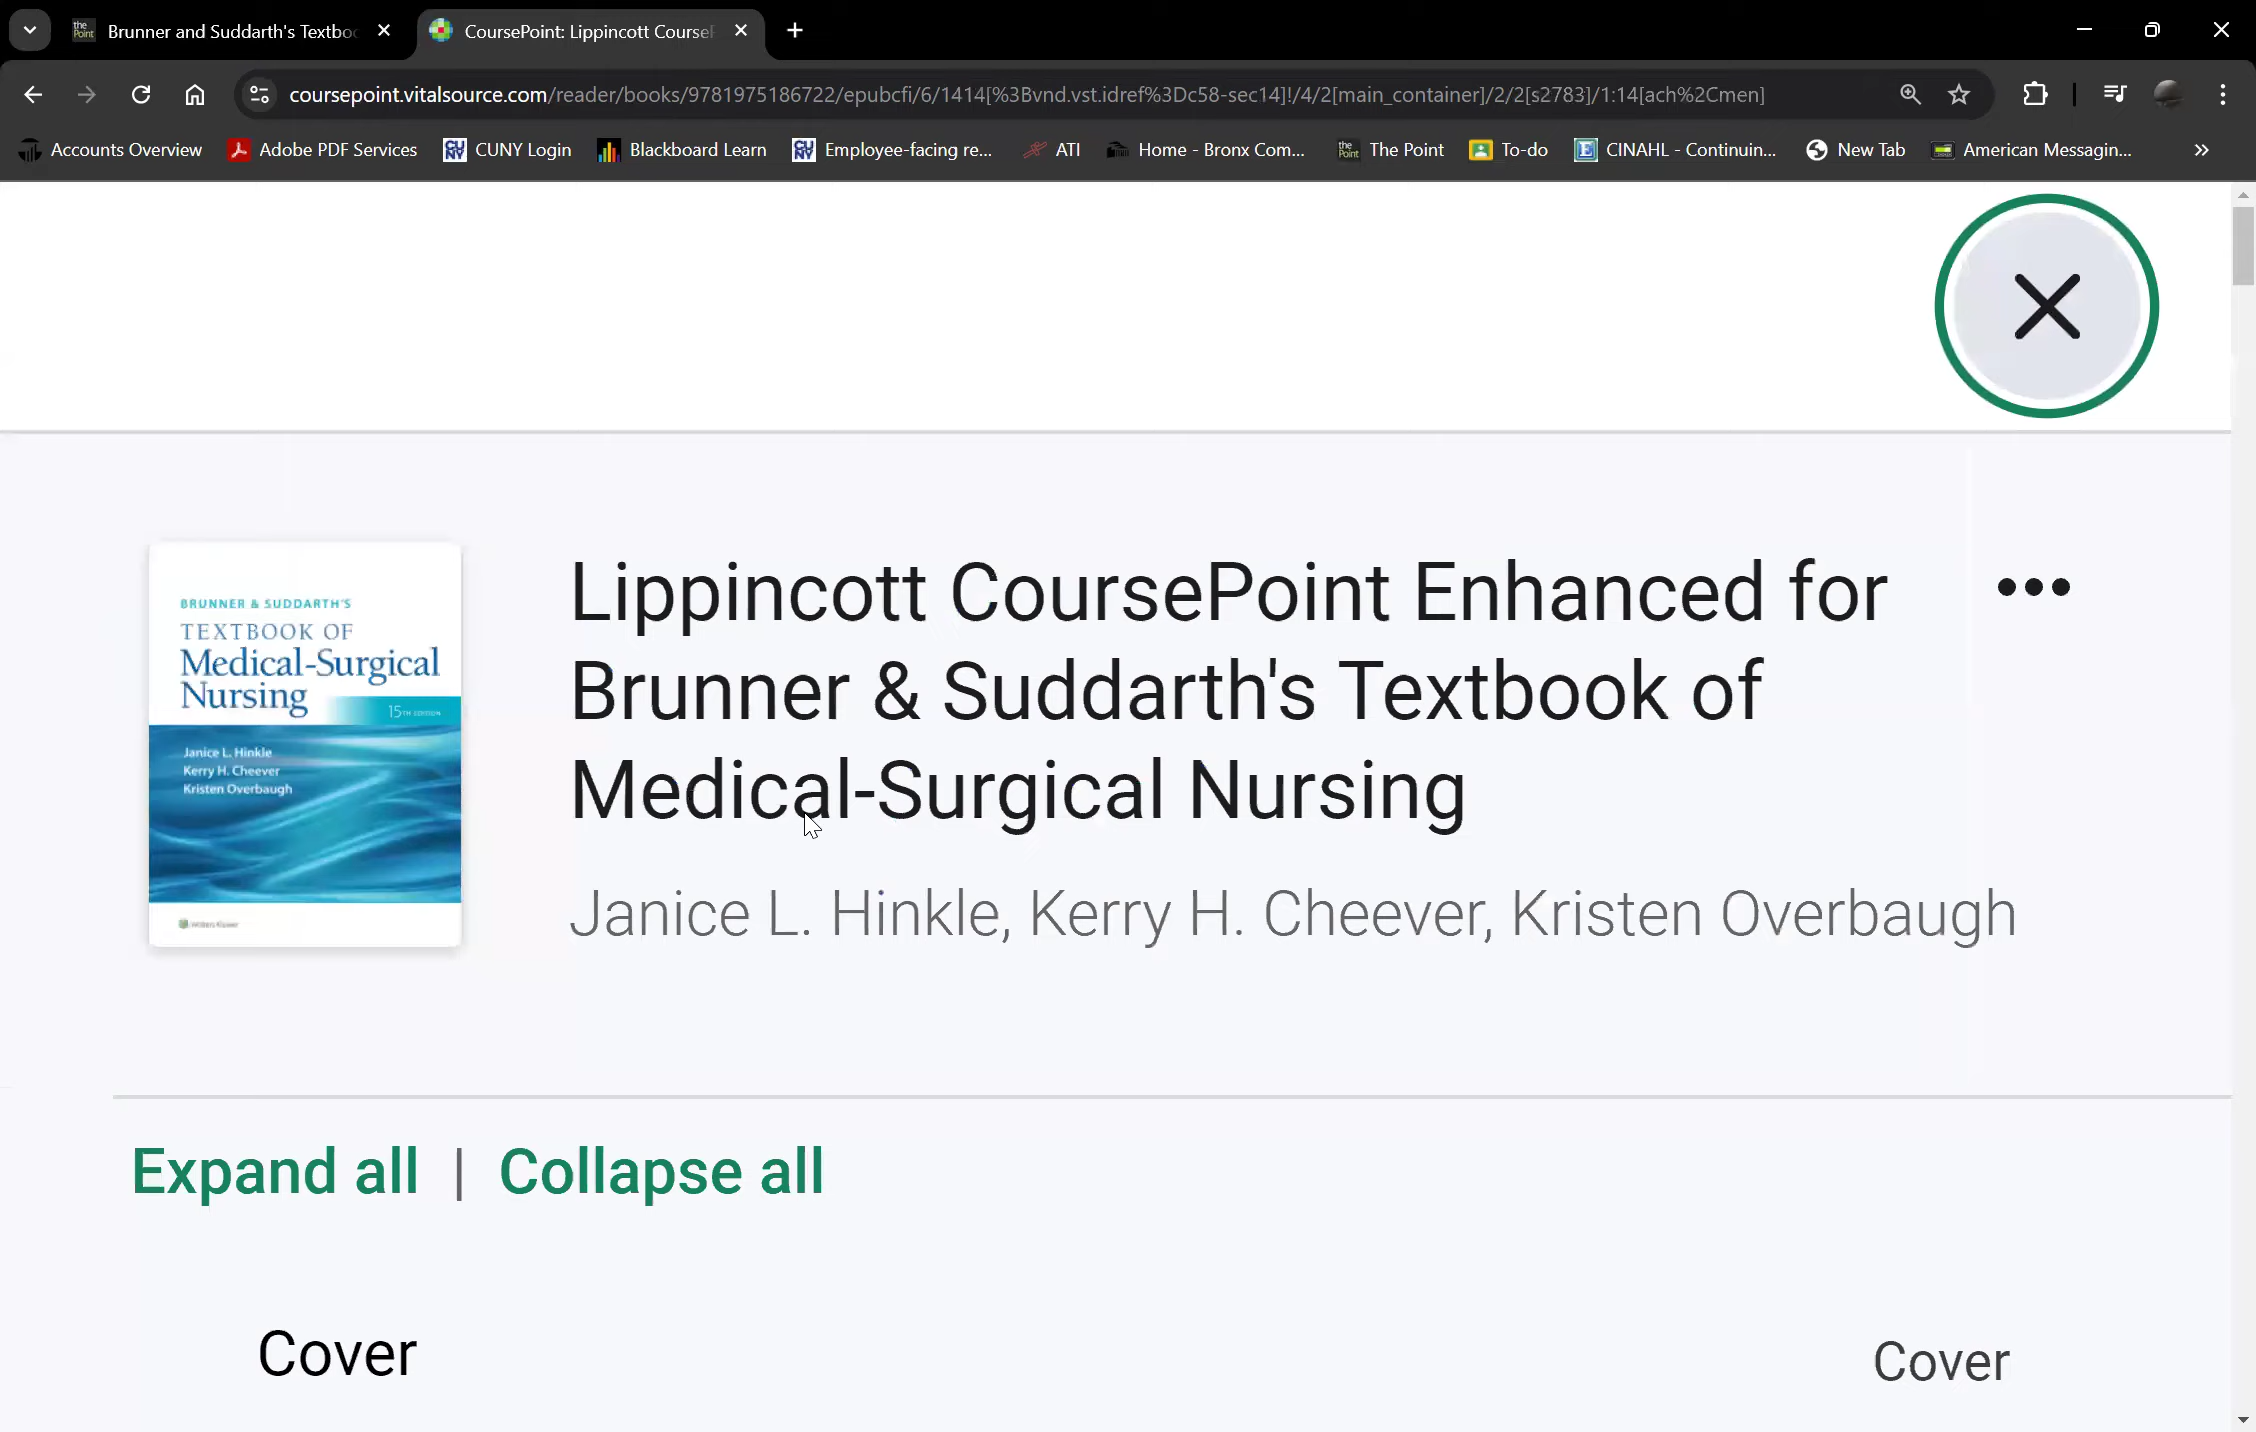 Brunner and Suddarth's Textbo
CoursePoint: Lippincott Course
coursepoint.vitalsource.com/reader/books/9781975186722/epubcfi/6/1414[%3Bvnd.vst.idref%3Dc58-sec14]!/4/2[main_container]/2/2[s2783]/1:14[ach%2Cmen]
Accounts Overview
Adobe PDF Services
CUNY Login
Blackboard Learn
Employee-facing re...
ATI
Home - Bronx Com...
The Point
To-do
CINAHL - Continuin...
New Tab
American Messagin...
BRUNNER & SUDDARTH'S
TEXTBOOK OF
Medical-Surgical
Nursing
15TH EDITION
Janice L. Hinkle
Kerry H. Cheever
Kristen Overbaugh
Wolters Kluwer
Lippincott CoursePoint Enhanced for
Brunner & Suddarth's Textbook of
Medical-Surgical Nursing
Janice L. Hinkle, Kerry H. Cheever, Kristen Overbaugh
Expand all | Collapse all
Cover
Cover